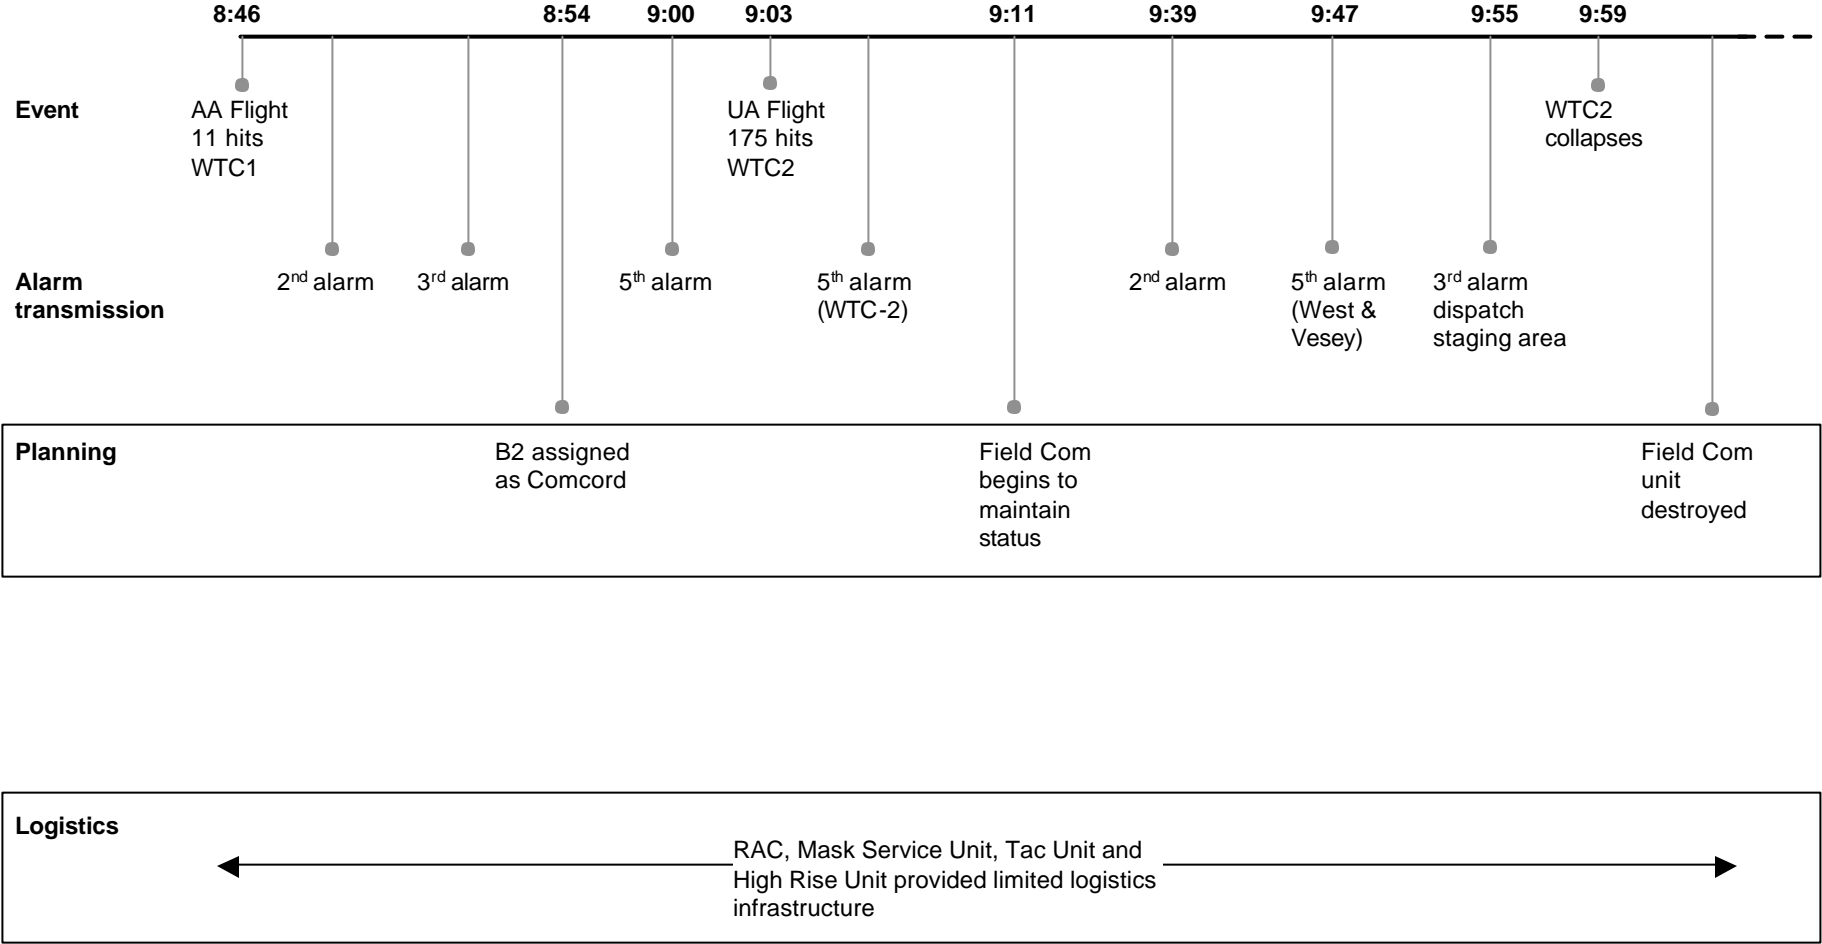 8:46 8:54 9:00 9:03 9:11 9:39 9:47 9:55 9:59
Event
AA Flight
11 hits
WTC1
UA Flight
175 hits
WTC2
WTC2
collapses
Alarm
transmission
2nd alarm
3rd alarm
5th alarm
5th alarm
(WTC-2)
2nd alarm
5th alarm
(West &
Vesey)
3rd alarm
dispatch
staging area
Planning
B2 assigned
as Comcord
Field Com
begins to
maintain
status
Field Com
unit
destroyed
Logistics
RAC, Mask Service Unit, Tac Unit and
High Rise Unit provided limited logistics
infrastructure